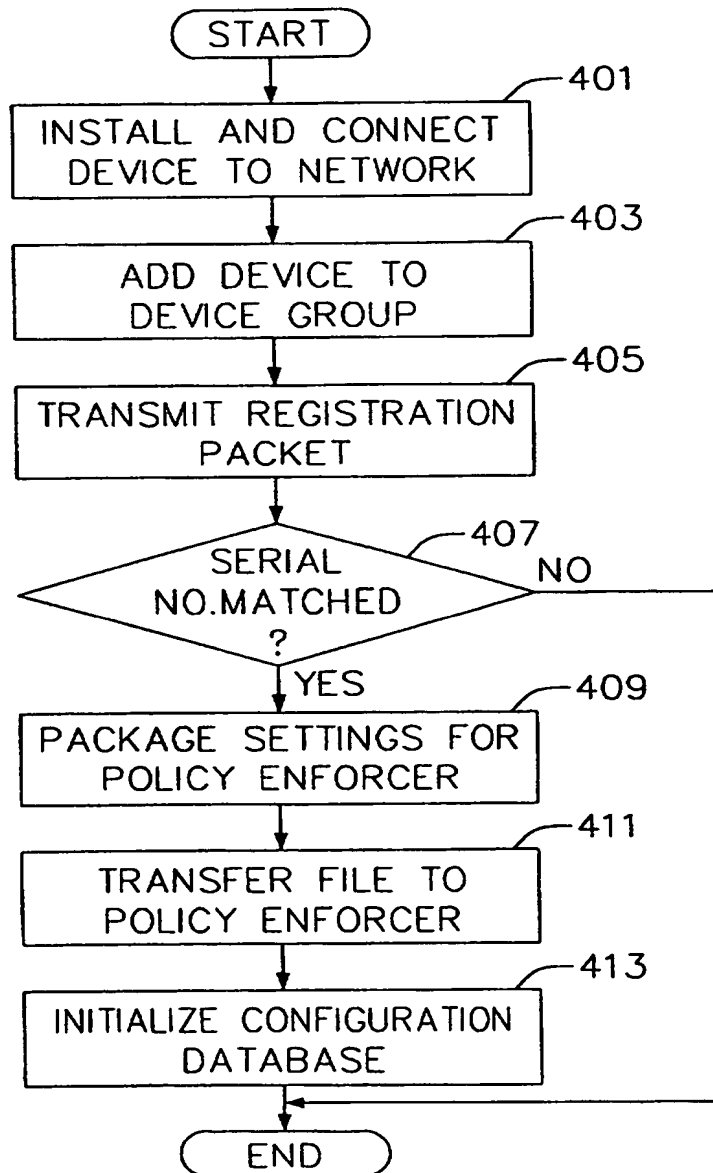 START
401
INSTALL AND CONNECT
DEVICE TO NETWORK
403
ADD DEVICE TO
DEVICE GROUP
405
TRANSMIT REGISTRATION
PACKET
407
SERIAL
NO.MATCHED
?
NO
YES
409
PACKAGE SETTINGS FOR
POLICY ENFORCER
411
TRANSFER FILE TO
POLICY ENFORCER
413
INITIALIZE CONFIGURATION
DATABASE
END